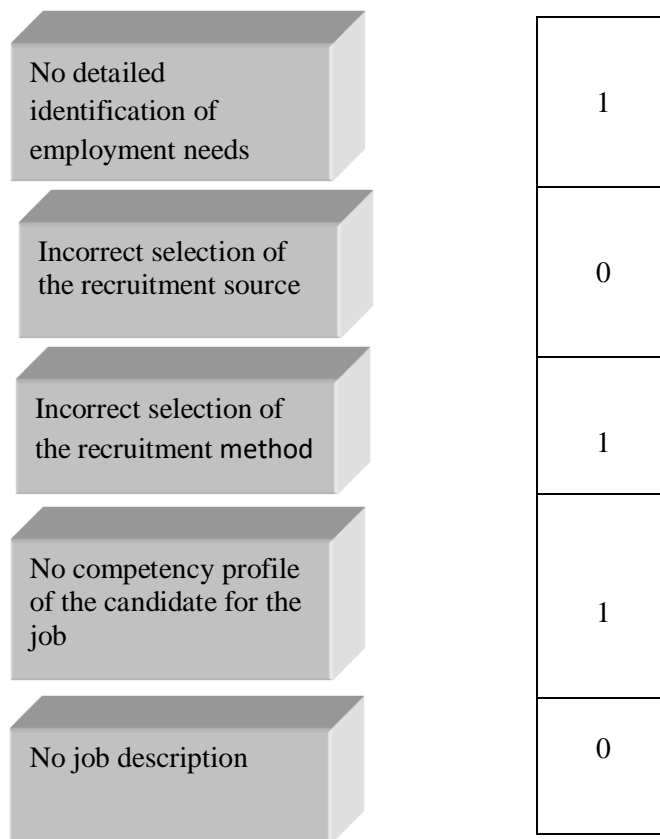 No detailed
identification of
employment needs
1
Incorrect selection of
the recruitment source
0
Incorrect selection of
the recruitment method
1
No competency profile
of the candidate for the
job
1
No job description
0